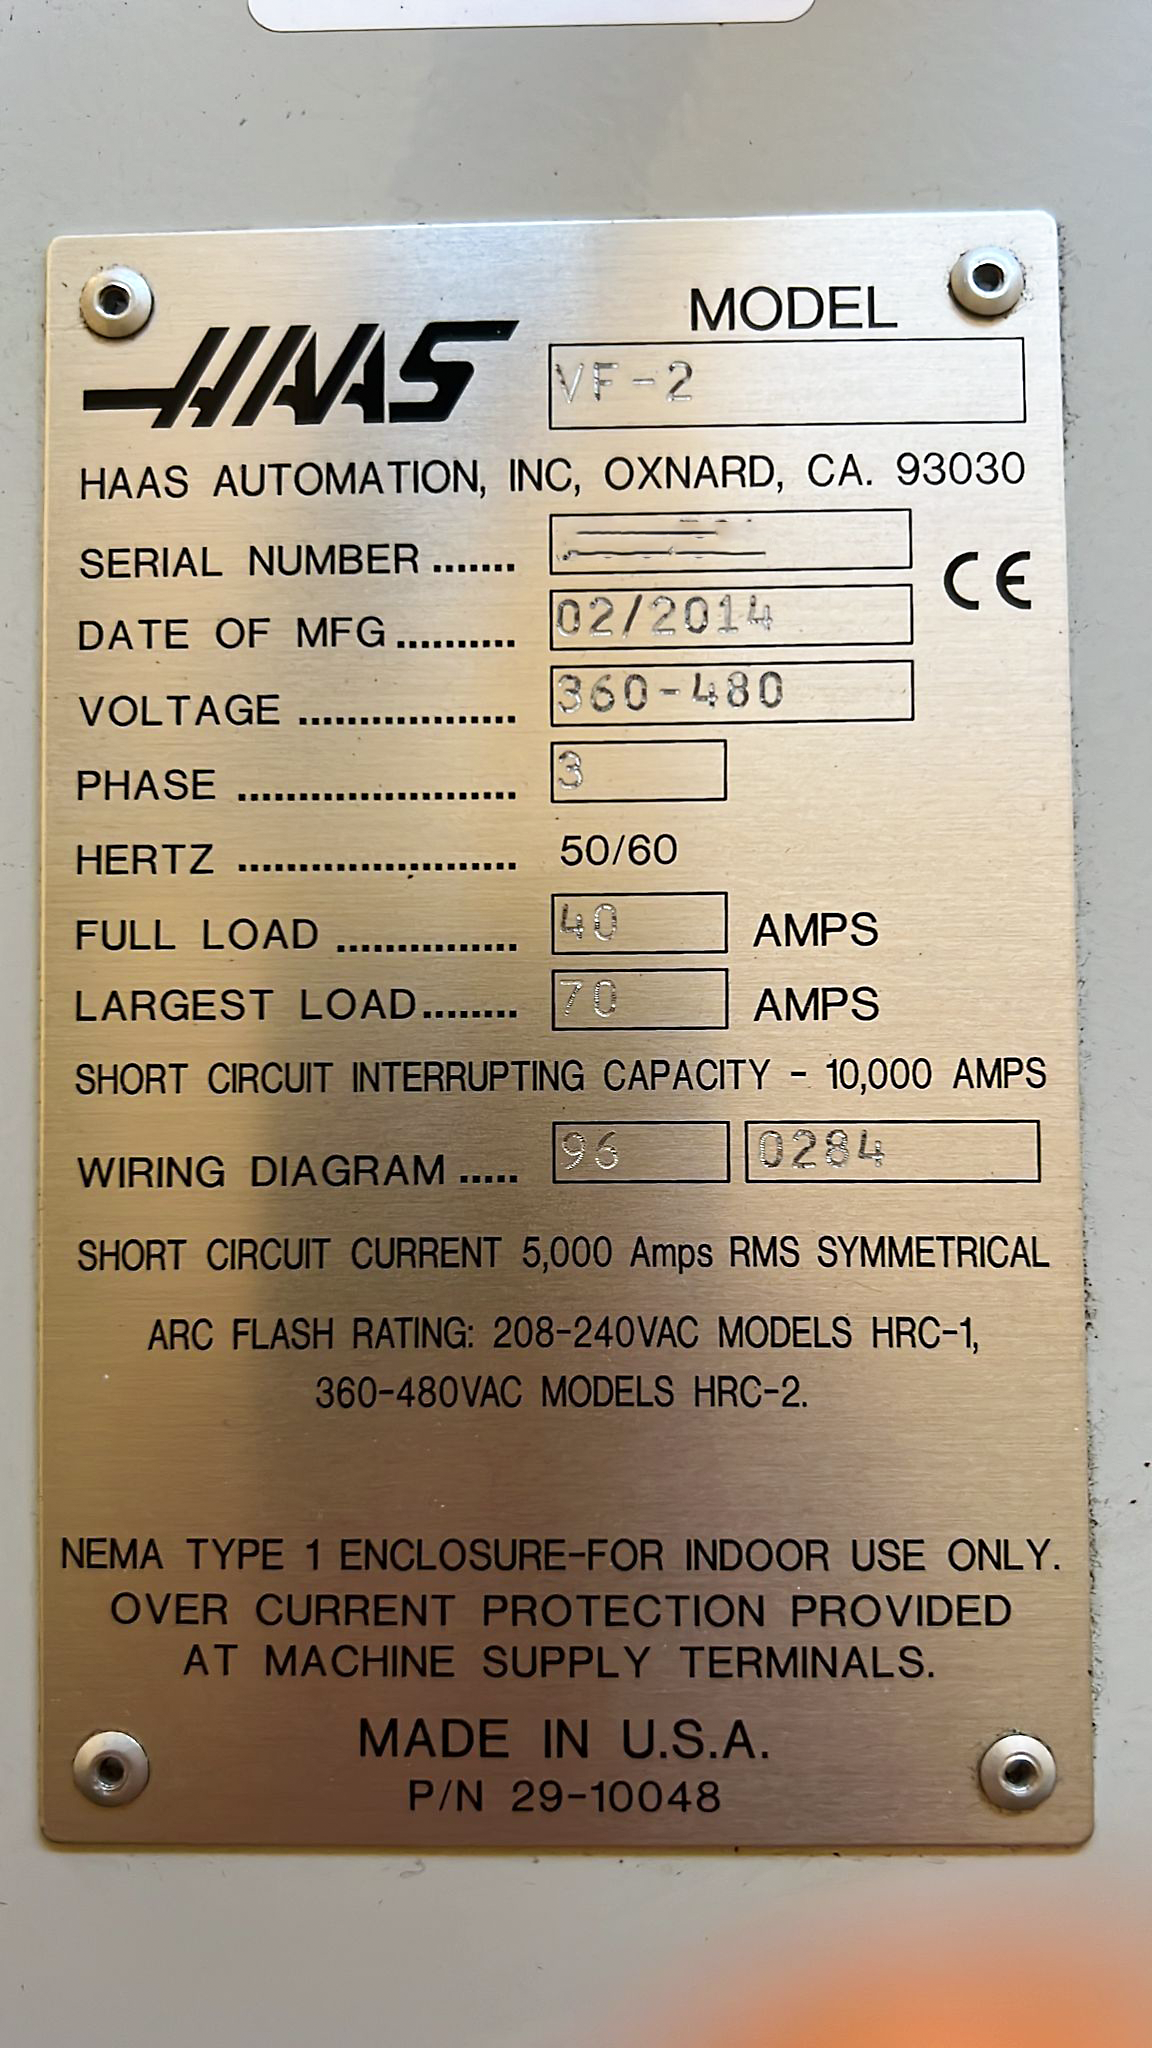 MODEL
HAAS VF-2
HAAS AUTOMATION, INC, OXNARD, CA. 93030
SERIAL NUMBER .......
CE
DATE OF MFG .......... 02/2014
VOLTAGE .................. 360-480
PHASE ....................... 3
HERTZ ....................... 50/60
FULL LOAD ............... 40 AMPS
LARGEST LOAD ........ 70 AMPS
SHORT CIRCUIT INTERRUPTING CAPACITY - 10,000 AMPS
WIRING DIAGRAM ..... 96 0284
SHORT CIRCUIT CURRENT 5,000 Amps RMS SYMMETRICAL
ARC FLASH RATING: 208-240VAC MODELS HRC-1,
360-480VAC MODELS HRC-2.
NEMA TYPE 1 ENCLOSURE-FOR INDOOR USE ONLY.
OVER CURRENT PROTECTION PROVIDED
AT MACHINE SUPPLY TERMINALS.
MADE IN U.S.A.
P/N 29-10048